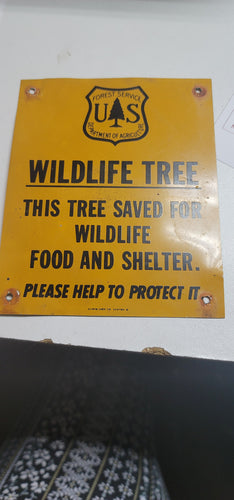 FOREST SERVICE
U S
DEPARTMENT OF AGRICULTURE
WILDLIFE TREE
THIS TREE SAVED FOR
WILDLIFE
FOOD AND SHELTER.
PLEASE HELP TO PROTECT IT